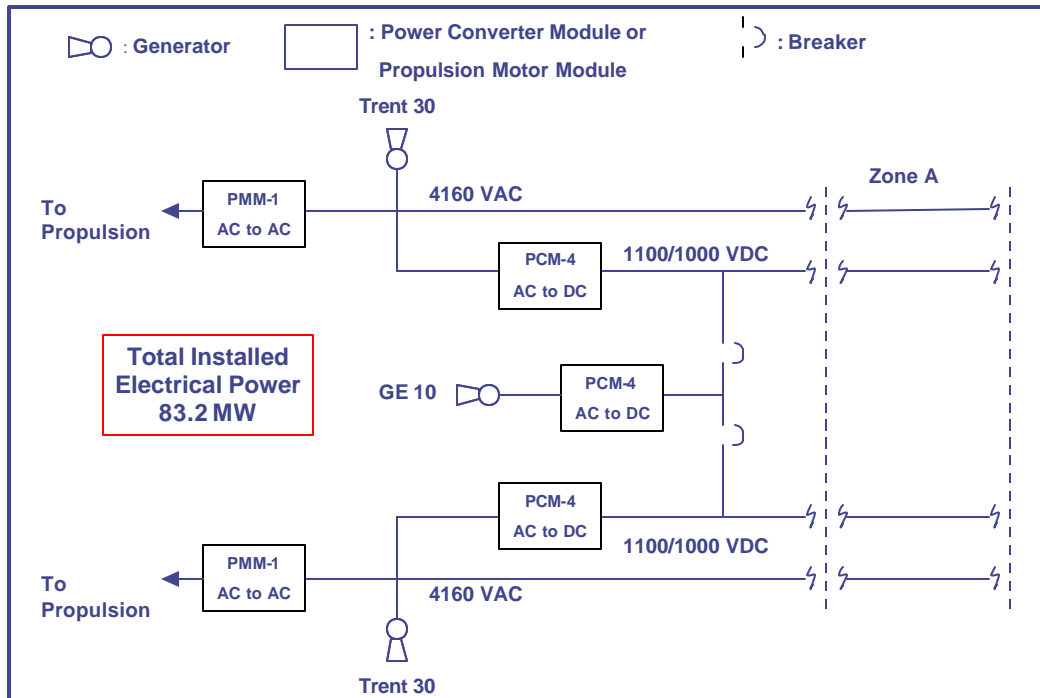 : Generator
: Power Converter Module or
Propulsion Motor Module
: Breaker
Trent 30
Zone A
4160 VAC
PMM-1
AC to AC
To
Propulsion
1100/1000 VDC
PCM-4
AC to DC
Total Installed
Electrical Power
83.2 MW
GE 10
PCM-4
AC to DC
PCM-4
AC to DC
1100/1000 VDC
PMM-1
AC to AC
To
Propulsion
4160 VAC
Trent 30